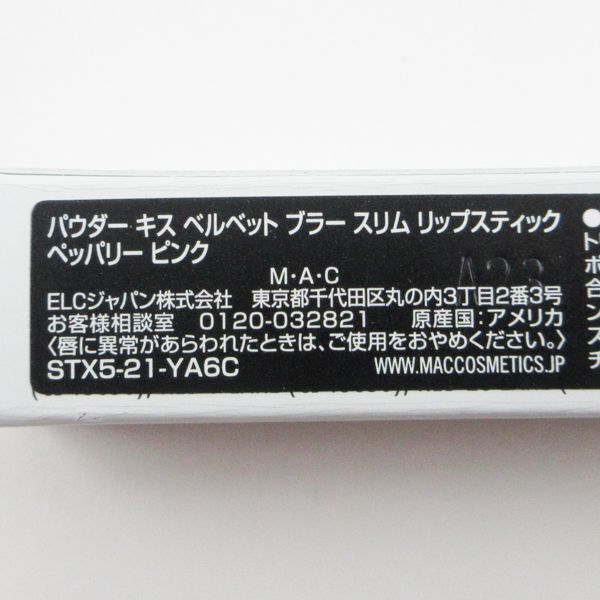 パウダー キス ベルベット ブラー スリム リップスティック
ペッパリー ピンク
M・A・C
A23
ELCジャパン株式会社 東京都千代田区丸の内3丁目2番3号
お客様相談室 0120-032821 原産国：アメリカ
〈唇に異常があらわれたときは、ご使用をおやめください。〉
STX5-21-YA6C WWW.MACCOSMETICS.JP